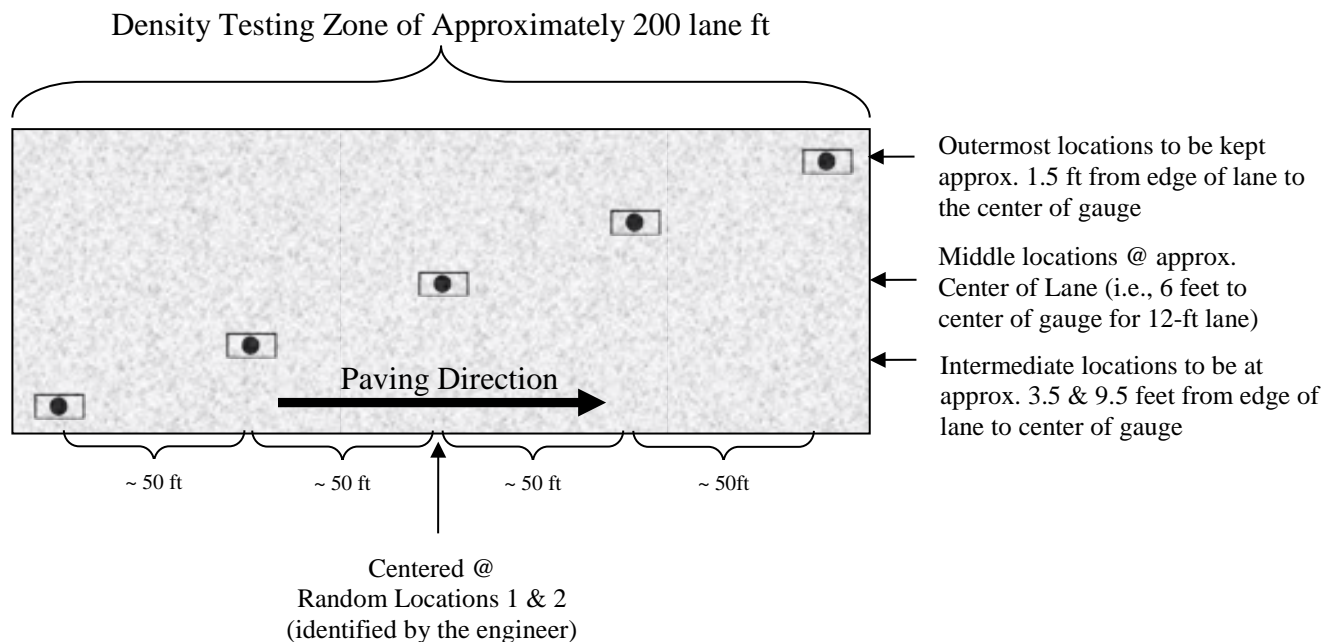 Density Testing Zone of Approximately 200 lane ft
Outermost locations to be kept
approx. 1.5 ft from edge of lane to
the center of gauge
Middle locations @ approx.
Center of Lane (i.e., 6 feet to
center of gauge for 12-ft lane)
Intermediate locations to be at
approx. 3.5 & 9.5 feet from edge of
lane to center of gauge
Paving Direction
~ 50 ft
~ 50 ft
~ 50 ft
~ 50ft
Centered @
Random Locations 1 & 2
(identified by the engineer)